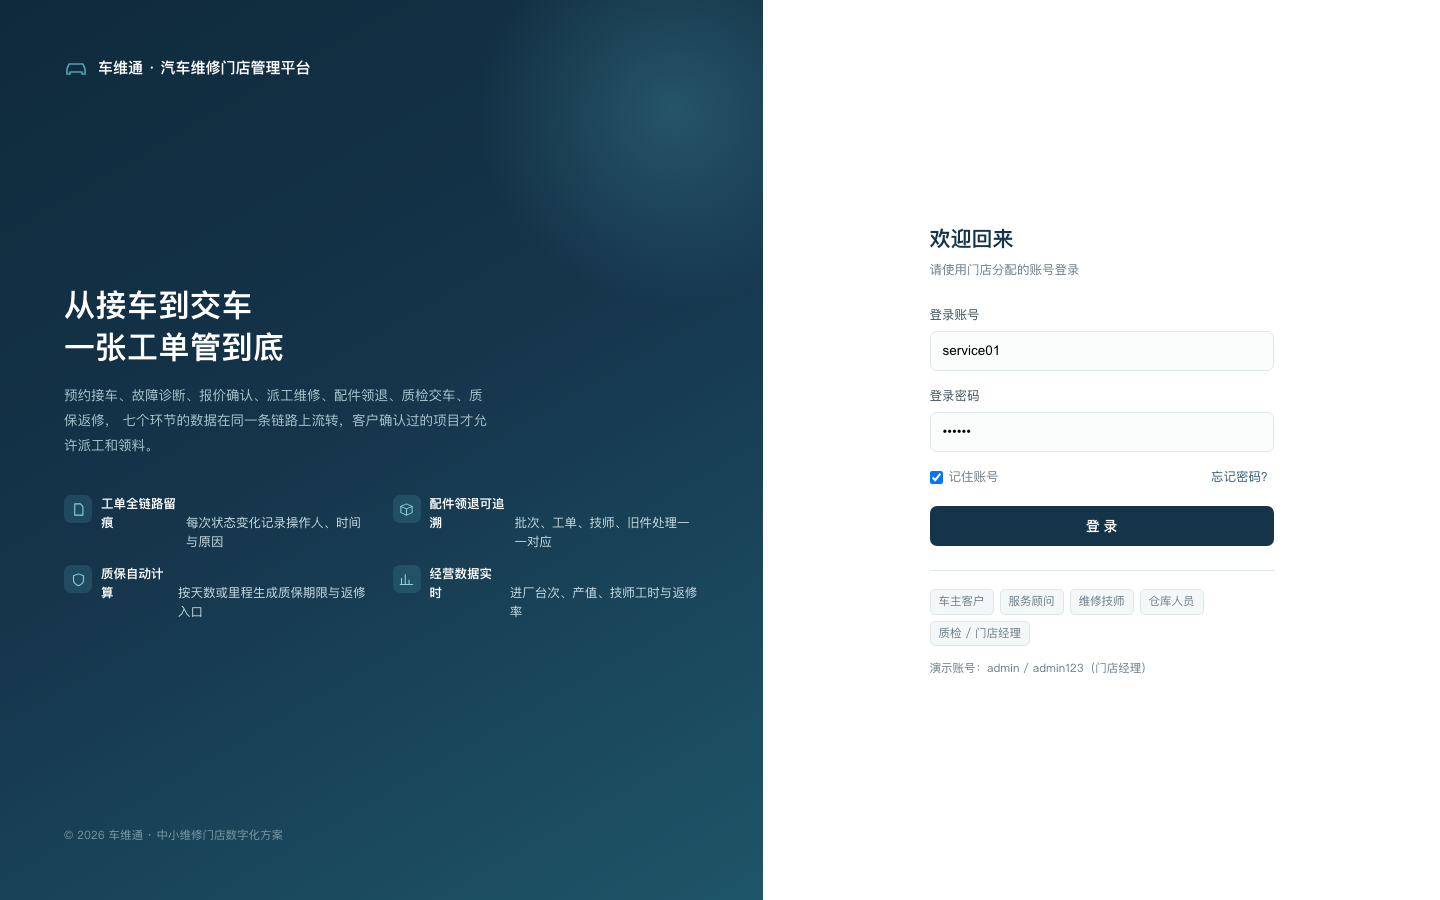 车维通 · 汽车维修门店管理平台
从接车到交车
一张工单管到底
预约接车、故障诊断、报价确认、派工维修、配件领退、质检交车、质
保返修， 七个环节的数据在同一条链路上流转，客户确认过的项目才允
许派工和领料。
工单全链路留
痕
每次状态变化记录操作人、时间
与原因
配件领退可追
溯
批次、工单、技师、旧件处理一
一对应
质保自动计
算
按天数或里程生成质保期限与返修
入口
经营数据实
时
进厂台次、产值、技师工时与返修
率
© 2026 车维通 · 中小维修门店数字化方案
欢迎回来
请使用门店分配的账号登录
登录账号
service01
登录密码
••••••
记住账号
忘记密码?
登 录
车主客户
服务顾问
维修技师
仓库人员
质检 / 门店经理
演示账号：admin / admin123（门店经理）